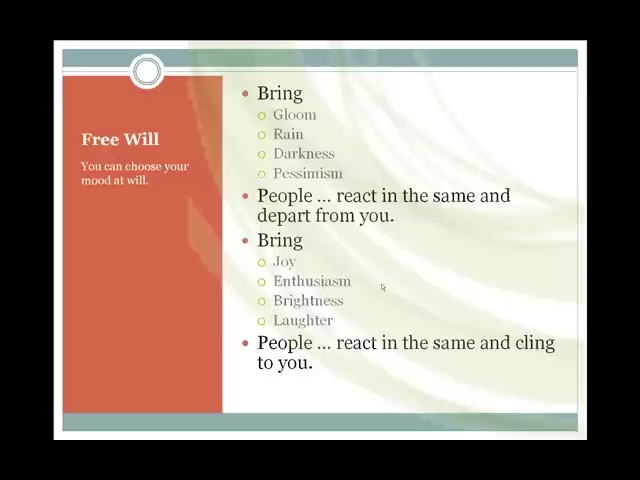 Free Will
You can choose your
mood at will.
Bring
Gloom
Rain
Darkness
Pessimism
People ... react in the same and
depart from you.
Bring
Joy
Enthusiasm
Brightness
Laughter
People ... react in the same and cling
to you.